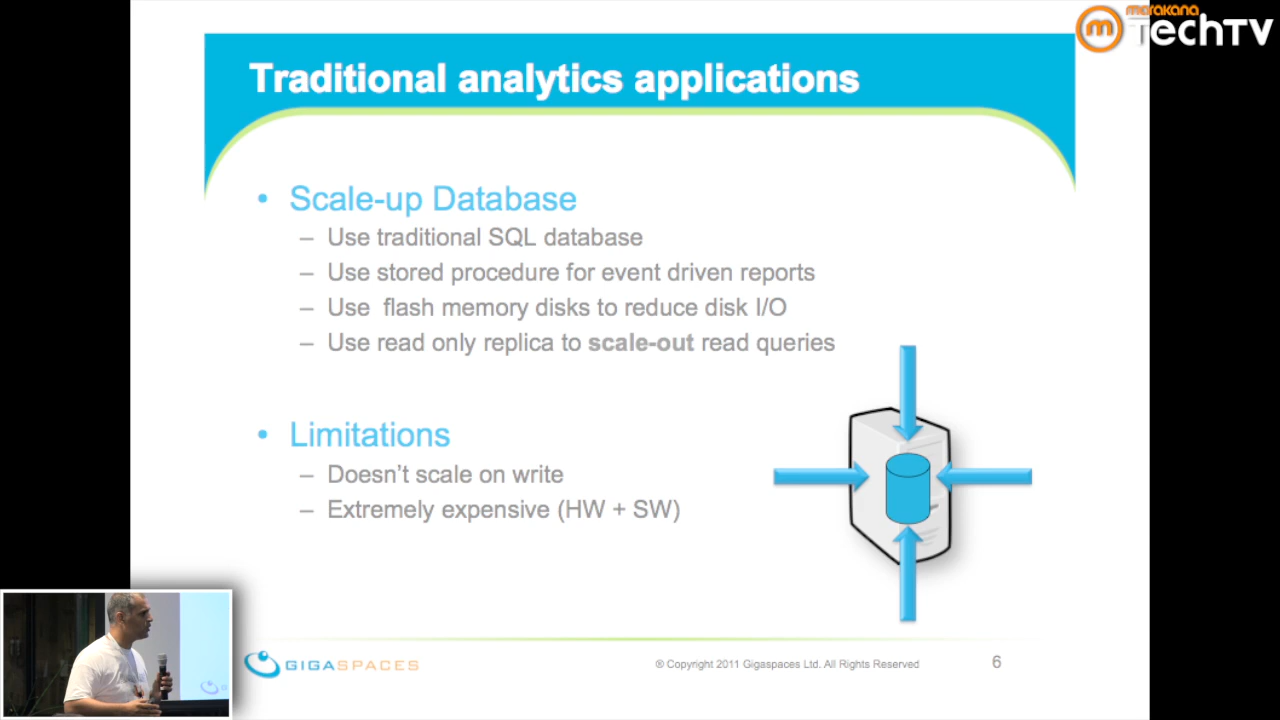 marakana
TechTV
Traditional analytics applications
• Scale-up Database
– Use traditional SQL database
– Use stored procedure for event driven reports
– Use flash memory disks to reduce disk I/O
– Use read only replica to scale-out read queries
• Limitations
– Doesn't scale on write
– Extremely expensive (HW + SW)
GIGASPACES
® Copyright 2011 Gigaspaces Ltd. All Rights Reserved
6